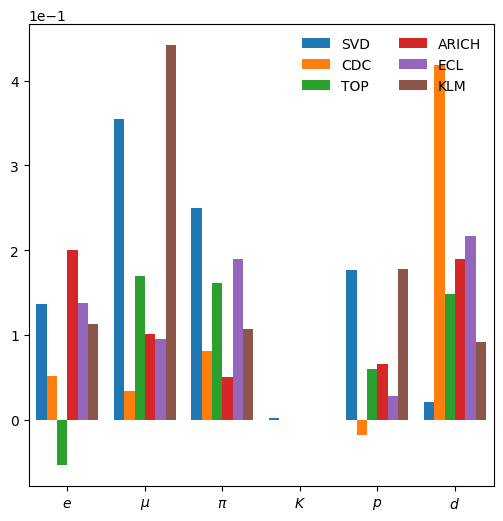 1e−1
SVD ARICH
CDC ECL
TOP KLM
4
3
2
1
0
e μ π K p d